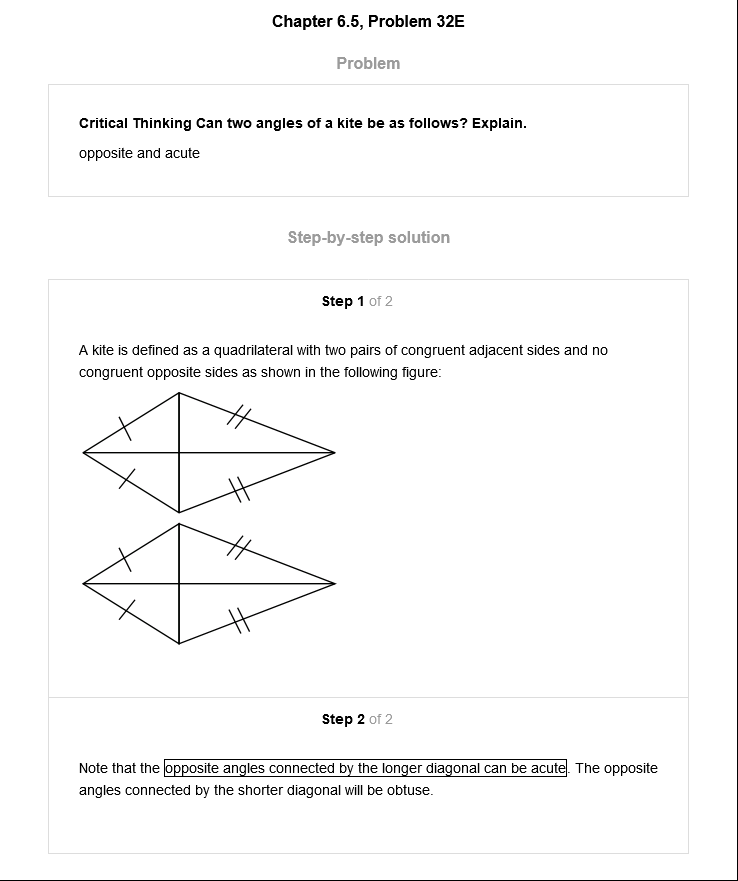 Chapter 6.5, Problem 32E
Problem
Critical Thinking Can two angles of a kite be as follows? Explain.
opposite and acute
Step-by-step solution
Step 1 of 2
A kite is defined as a quadrilateral with two pairs of congruent adjacent sides and no
congruent opposite sides as shown in the following figure:
Step 2 of 2
Note that the opposite angles connected by the longer diagonal can be acute. The opposite
angles connected by the shorter diagonal will be obtuse.